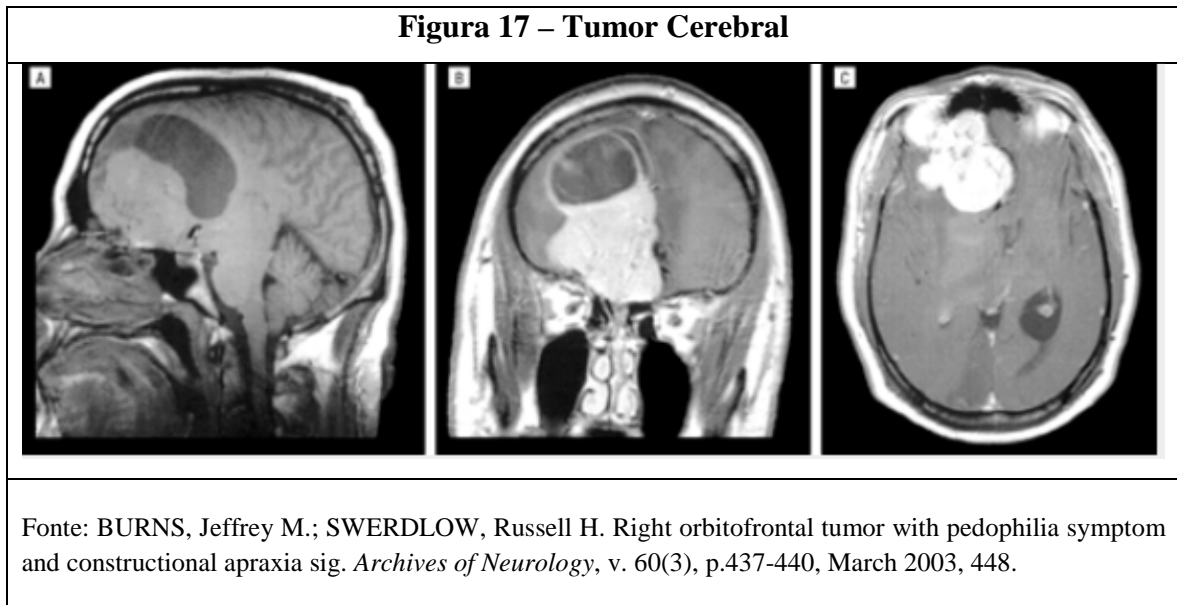 Figura 17 – Tumor Cerebral
A
B
C
Fonte: BURNS, Jeffrey M.; SWERDLOW, Russell H. Right orbitofrontal tumor with pedophilia symptom
and constructional apraxia sig. Archives of Neurology, v. 60(3), p.437-440, March 2003, 448.